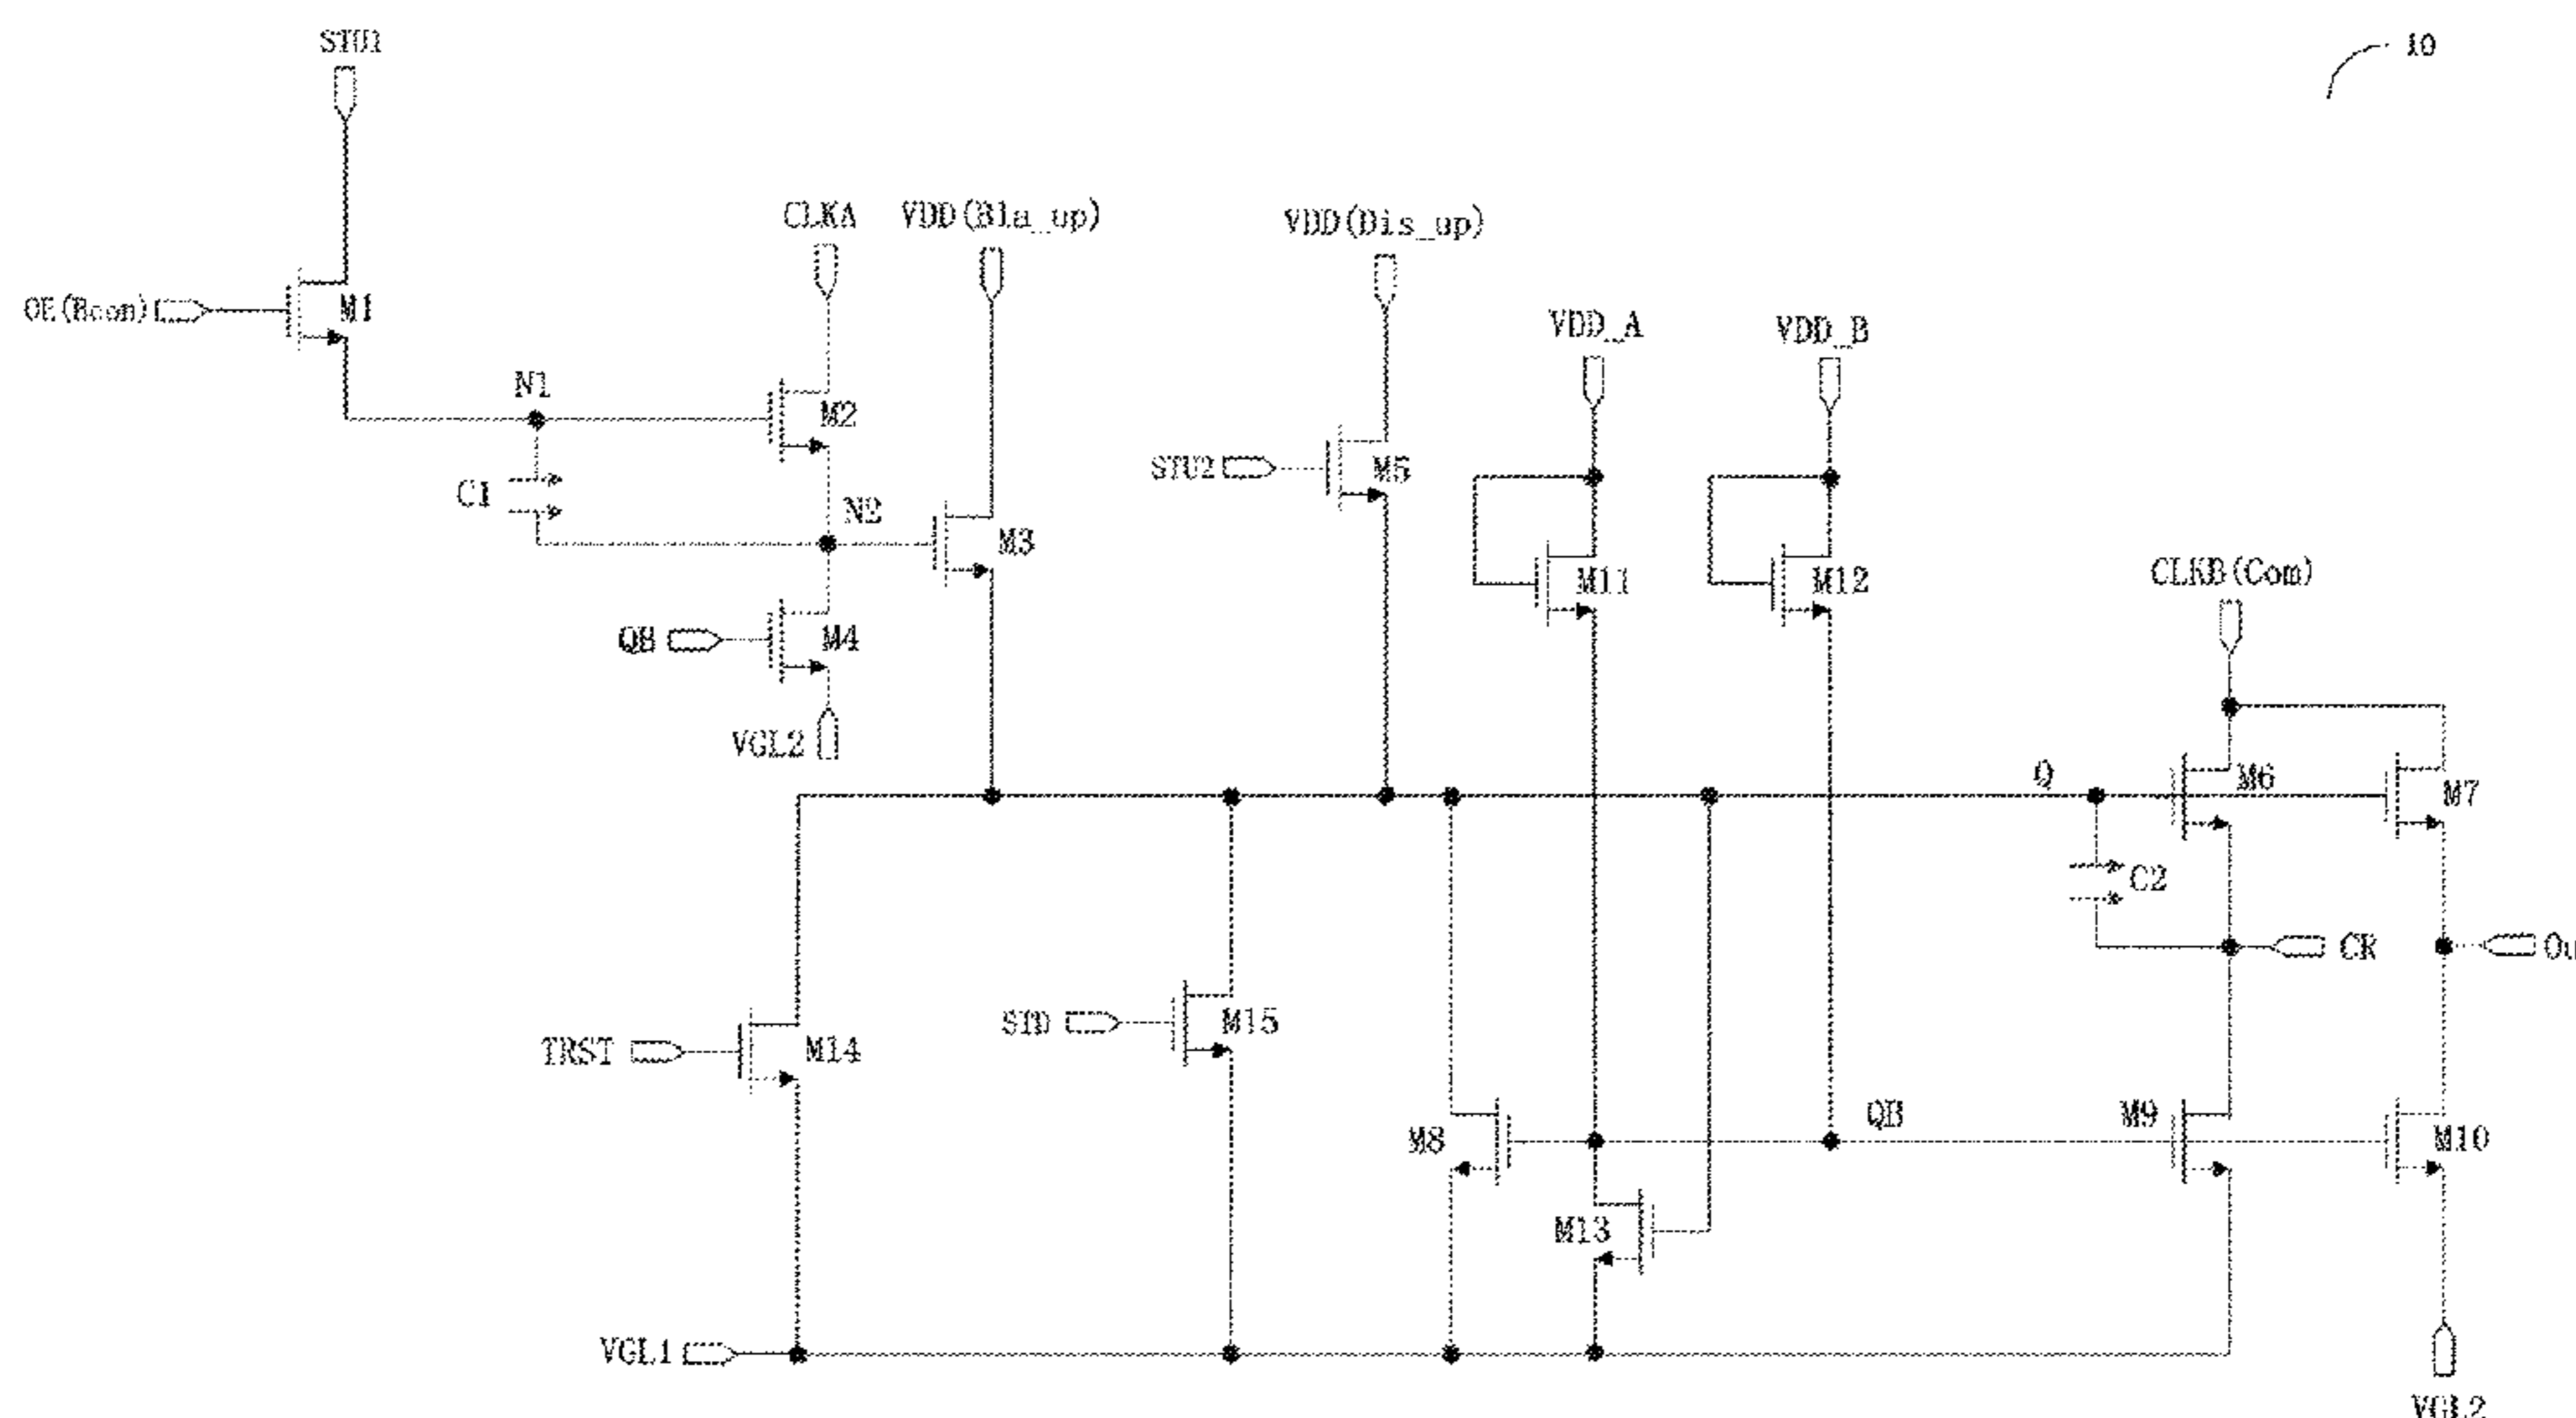 STU1
10
CLKA
VDD(Bla_up)
VDD(Dis_up)
OE(Bcon)
M1
VDD_A
VDD_B
N1
M2
STU2
M5
C1
N2
M3
M11
M12
CLKB(Com)
QB
M4
VGL2
Q
M6
M7
C2
CR
Ou
STD
M15
TRST
M14
M8
QB
M9
M10
M13
VGL1
VGL2